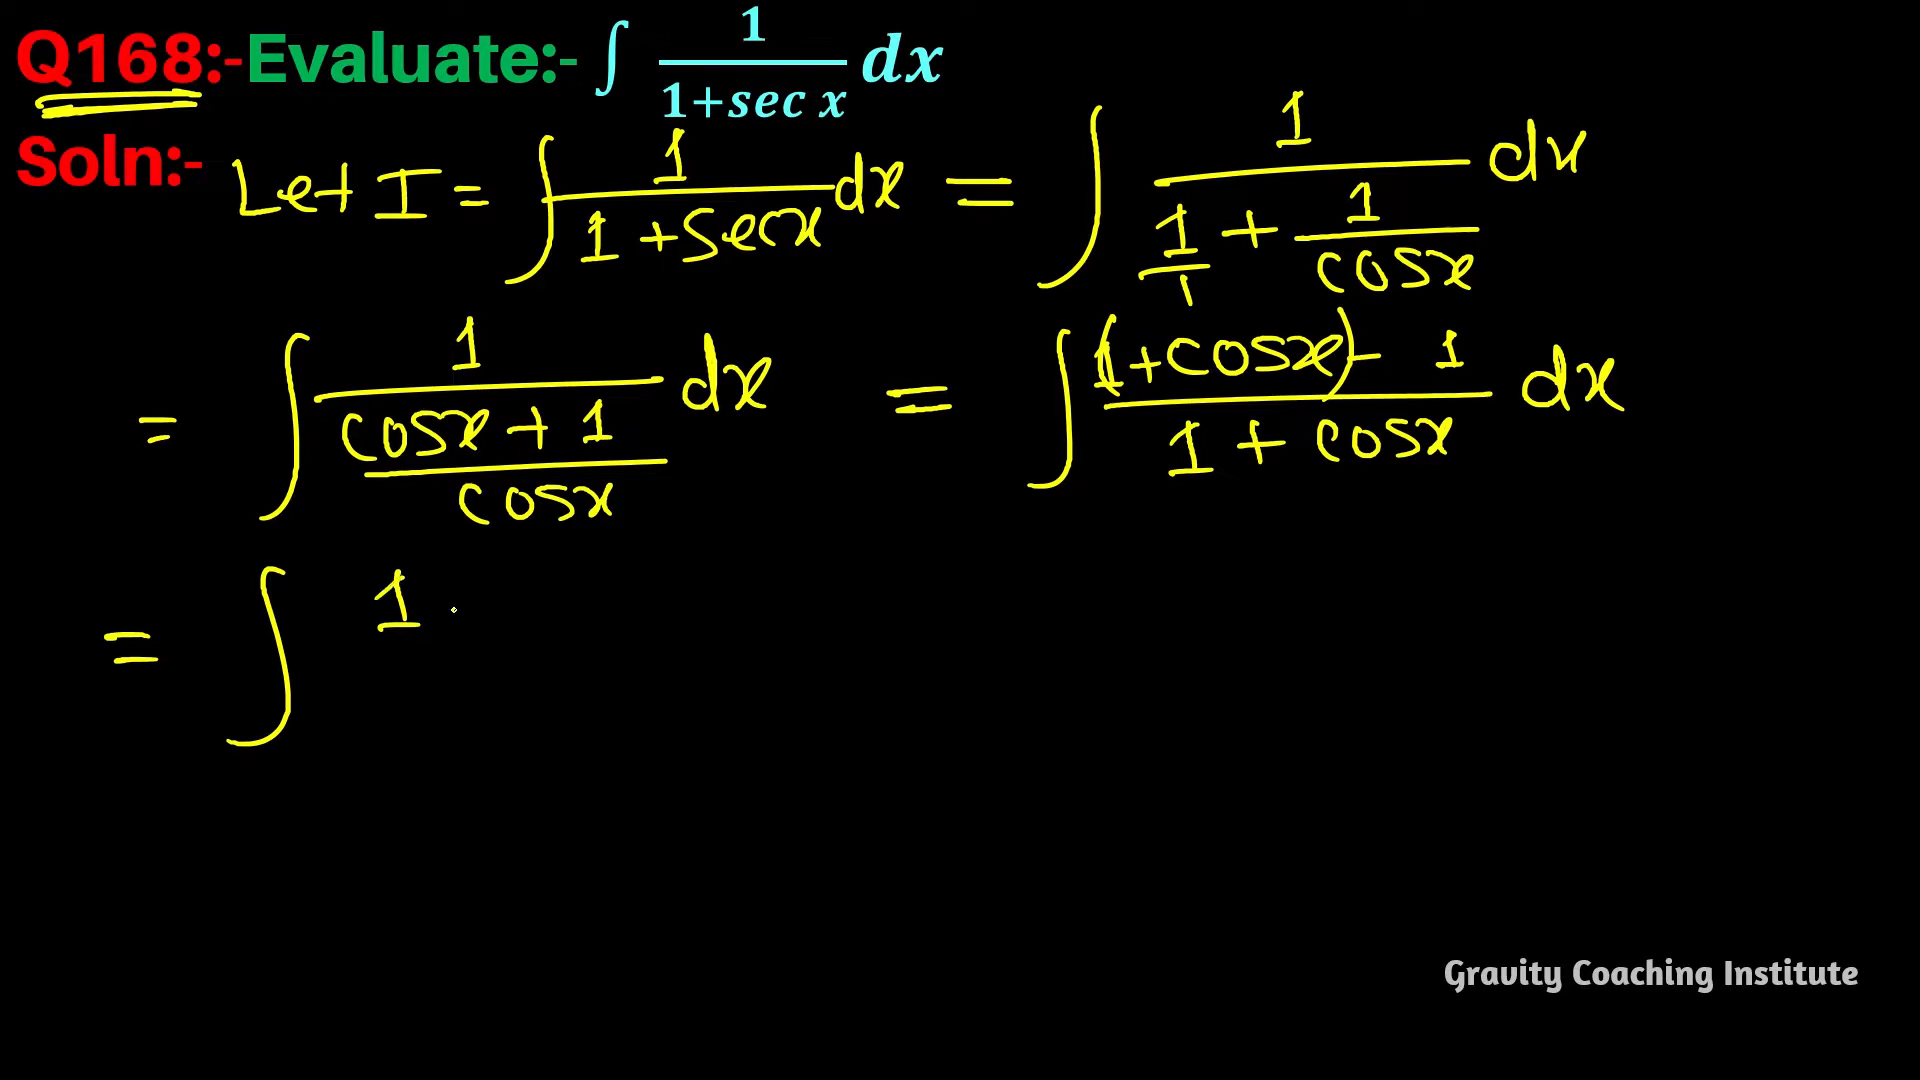 Q168:-Evaluate:- ∫ 1/(1+sec x) dx
Soln:- Let I = ∫ 1/(1+secx) dx = ∫ 1/(1/1 + 1/cosx) dx
= ∫ 1/((cosx+1)/cosx) dx = ∫ ((1+cosx)-1)/(1+cosx) dx
= ∫ 1
Gravity Coaching Institute